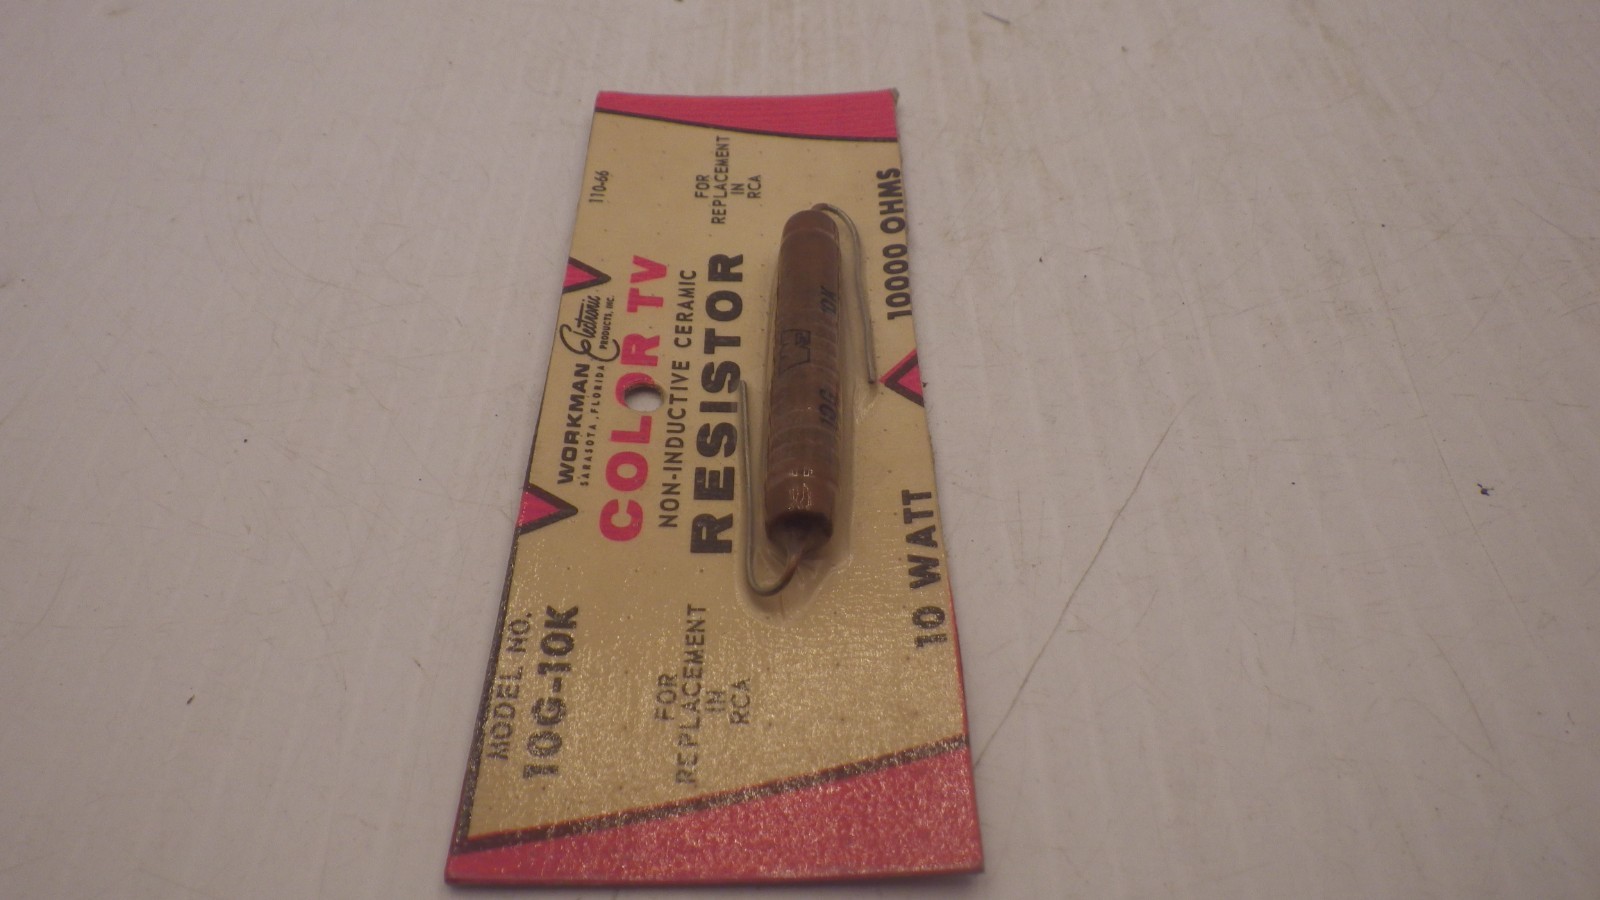 110-66
WORKMAN Electronic
SARASOTA, FLORIDA PRODUCTS, INC.
COLOR TV
NON-INDUCTIVE CERAMIC
RESISTOR
MODEL NO.
10G-10K
FOR
REPLACEMENT
IN
RCA
FOR
REPLACEMENT
IN
RCA
10G 10K
10 WATT
10000 OHMS